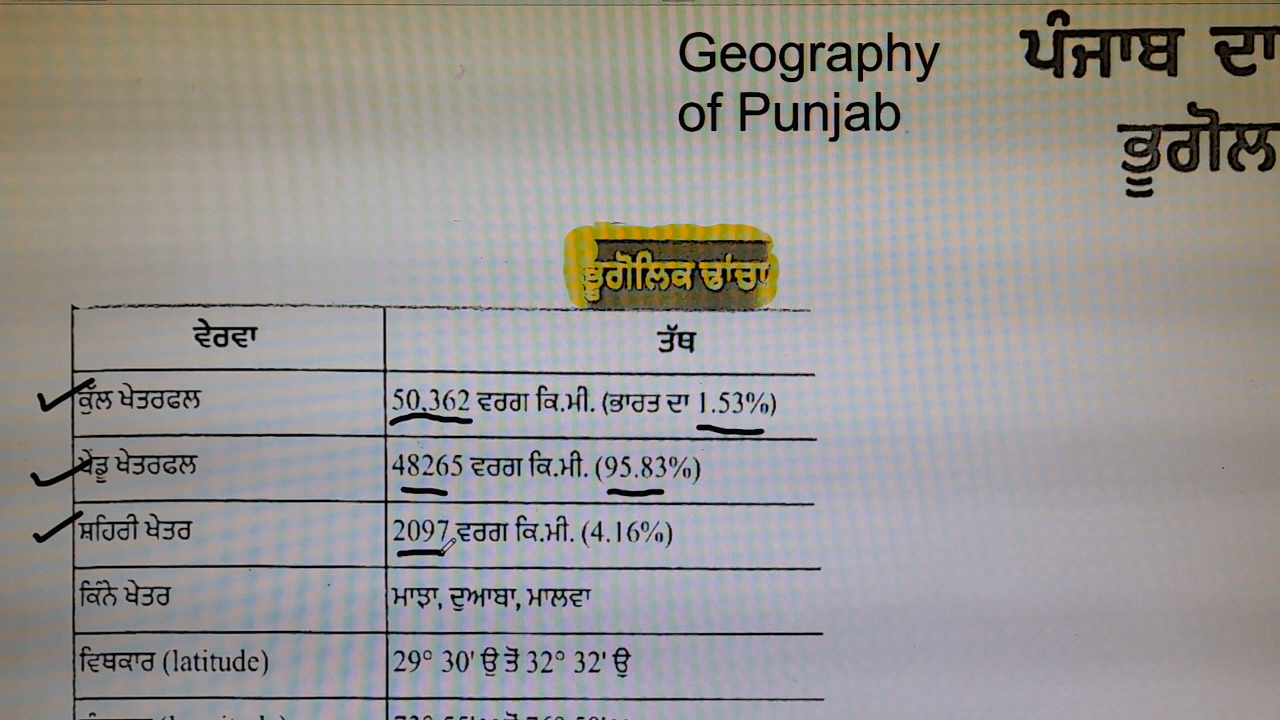 Geography
of Punjab
ਪੰਜਾਬ ਦਾ
ਭੂਗੋਲ
ਭੂਗੋਲਿਕ ਢਾਂਚਾ
ਵੇਰਵਾ ਤੱਥ
ਕੁੱਲ ਖੇਤਰਫਲ 50,362 ਵਰਗ ਕਿ.ਮੀ. (ਭਾਰਤ ਦਾ 1.53%)
ਪੇਂਡੂ ਖੇਤਰਫਲ 48265 ਵਰਗ ਕਿ.ਮੀ. (95.83%)
ਸ਼ਹਿਰੀ ਖੇਤਰ 2097 ਵਰਗ ਕਿ.ਮੀ. (4.16%)
ਕਿੰਨੇ ਖੇਤਰ ਮਾਝਾ, ਦੁਆਬਾ, ਮਾਲਵਾ
ਵਿਥਕਾਰ (latitude) 29° 30' ਉ ਤੋਂ 32° 32' ਉ